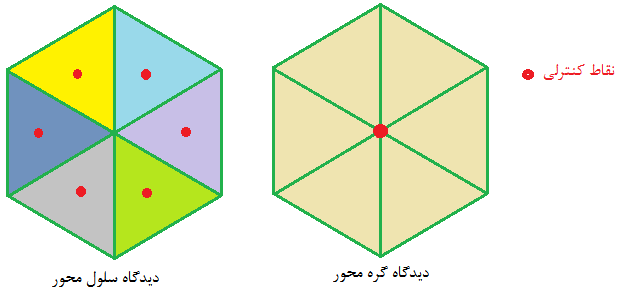 نقاط کنترلی
دیدگاه گره محور
دیدگاه سلول محور